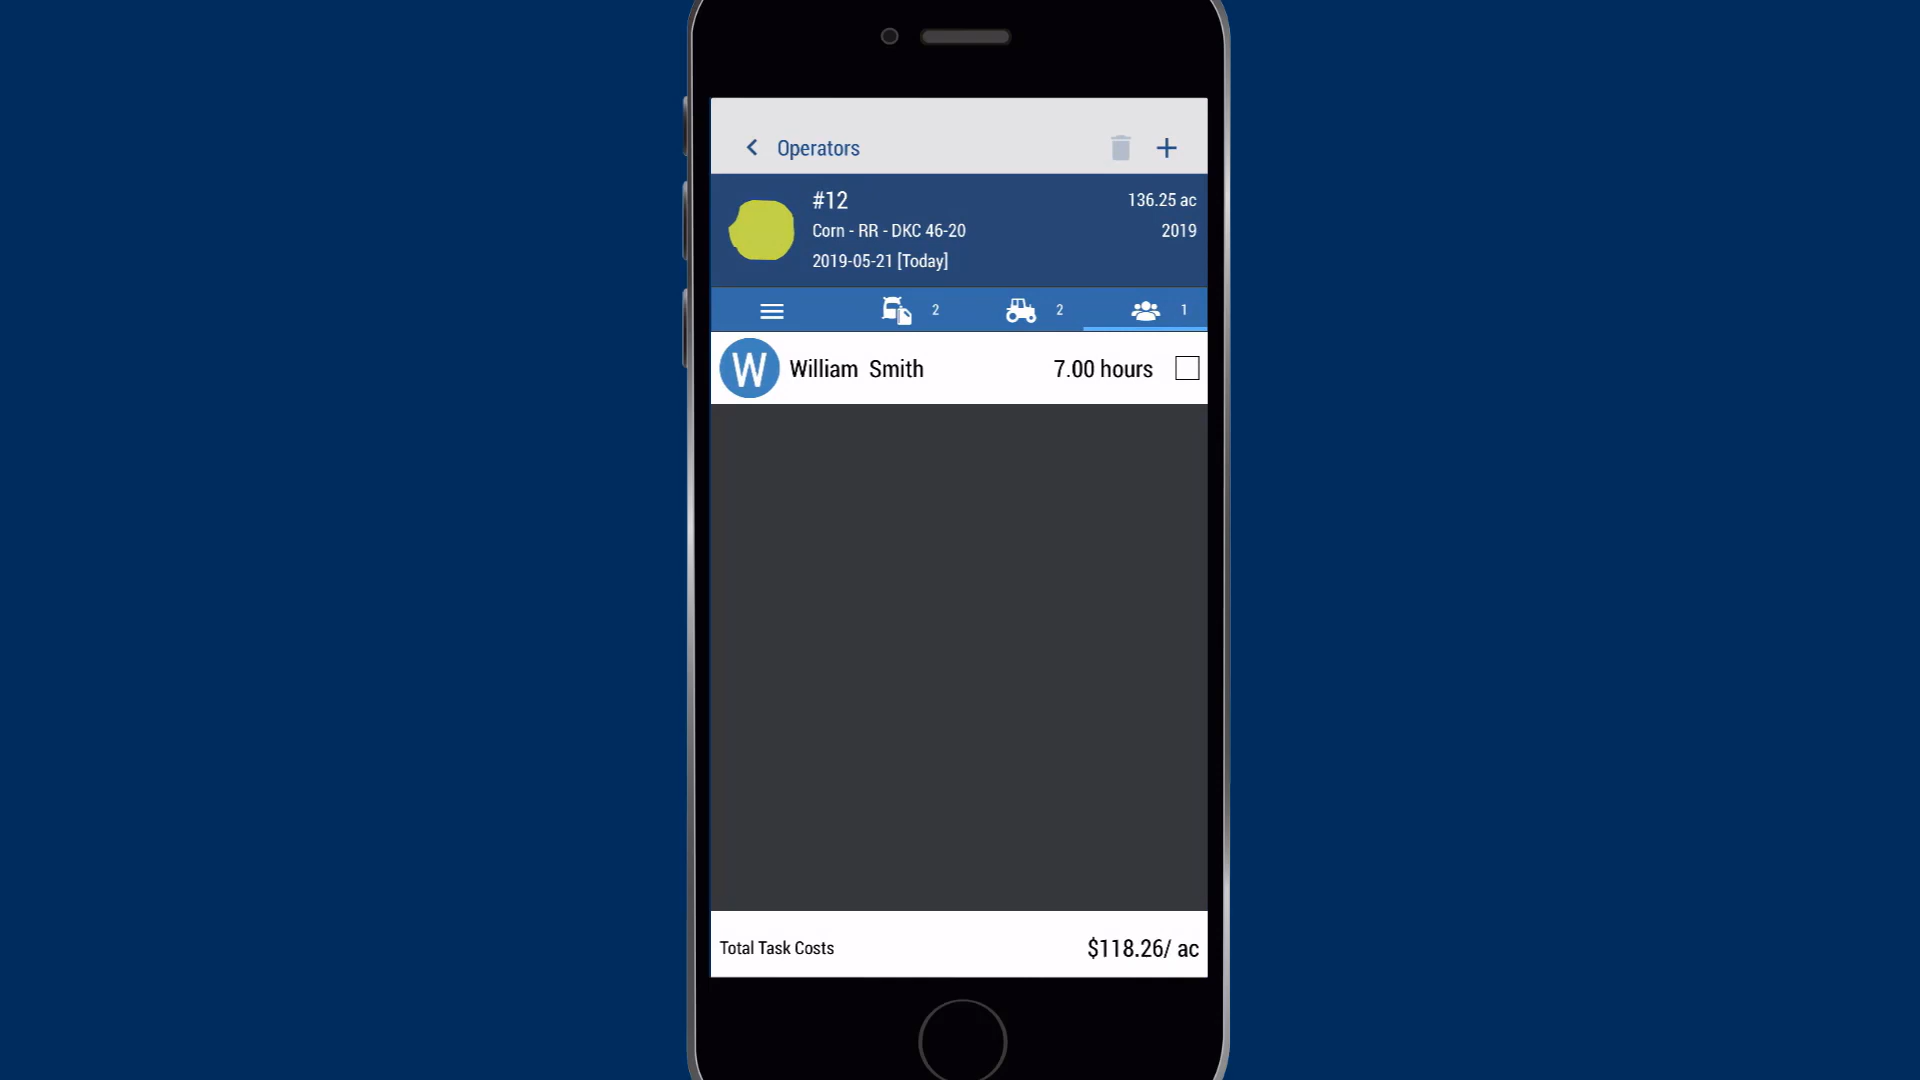 Operators
#12 136.25 ac
Corn - RR - DKC 46-20 2019
2019-05-21 [Today]
2 2 1
W William Smith 7.00 hours
Total Task Costs $118.26/ ac